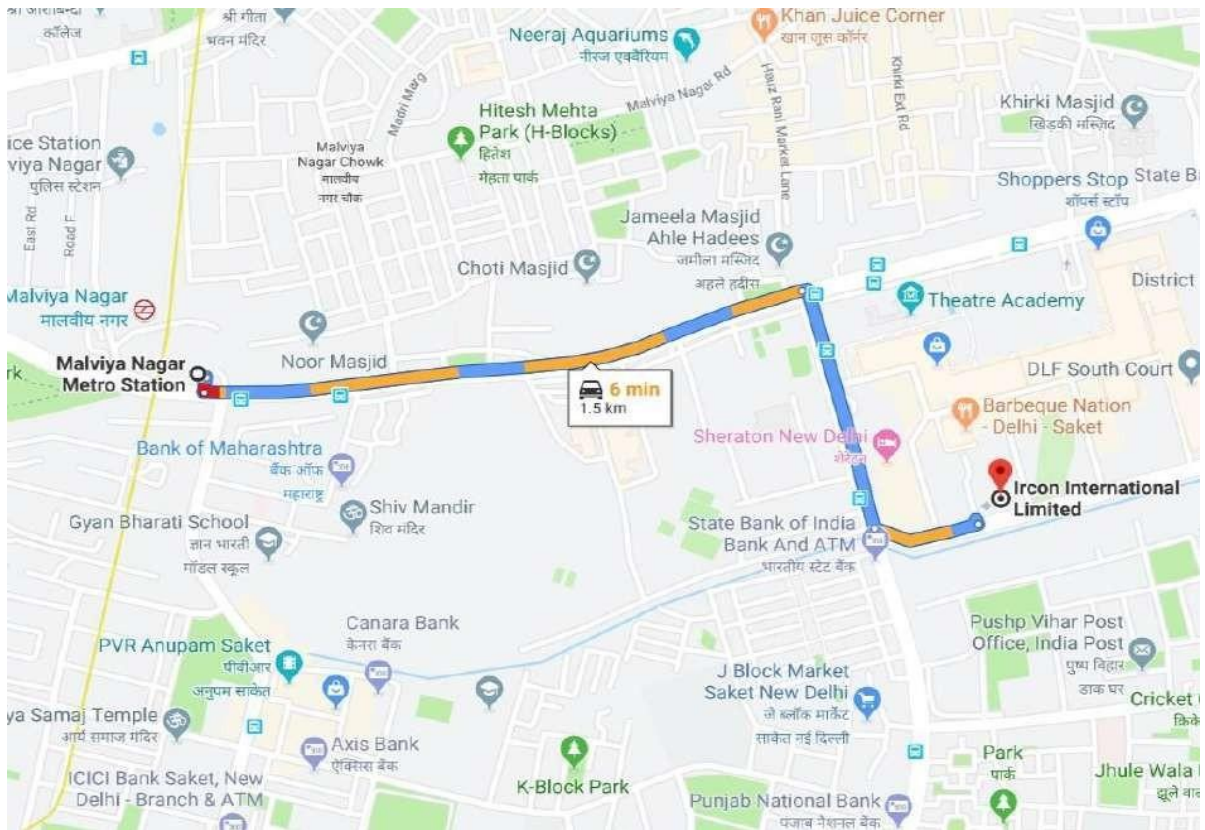 श्री अरबिन्दो
कॉलेज
श्री गीता
भवन मंदिर
Neeraj Aquariums
नीरज एक्वैरियम
Khan Juice Corner
खान जूस कॉर्नर
Madri Marg
Malviya Nagar Rd
Hauz Rani Market Lane
Khirki Ext Rd
Hitesh Mehta
Park (H-Blocks)
हितेश
मेहता पार्क
Khirki Masjid
खिड़की मस्ज़िद
ice Station
lviya Nagar
पुलिस स्टेशन
Malviya
Nagar Chowk
मालवीय
नगर चौक
Shoppers Stop
शॉपर्स स्टॉप
State B
East Rd
Road F
Jameela Masjid
Ahle Hadees
जमीला मस्जिद
अहले हदीस
Choti Masjid
District
Theatre Academy
Malviya Nagar
मालवीय नगर
Noor Masjid
Malviya Nagar
Metro Station
rk
6 min
1.5 km
DLF South Court
Barbeque Nation
- Delhi - Saket
Sheraton New Delhi
शेरेटन
Bank of Maharashtra
बैंक ऑफ
महाराष्ट्र
Ircon International
Limited
Shiv Mandir
शिव मंदिर
Gyan Bharati School
ज्ञान भारती
मॉडल स्कूल
State Bank of India
Bank And ATM
भारतीय स्टेट बैंक
Canara Bank
केनरा बैंक
PVR Anupam Saket
पीवीआर
अनुपम साकेत
Pushp Vihar Post
Office, India Post
पुष्प विहार
डाक घर
J Block Market
Saket New Delhi
जे ब्लॉक मार्केट
साकेत नई दिल्ली
ya Samaj Temple
आर्य समाज मंदिर
Axis Bank
ऐक्सिस बैंक
Cricket
क्रिके
ICICI Bank Saket, New
Delhi - Branch & ATM
K-Block Park
Park
पार्क
Jhule Wala
झूले वा
Punjab National Bank
पंजाब नैशनल बैंक